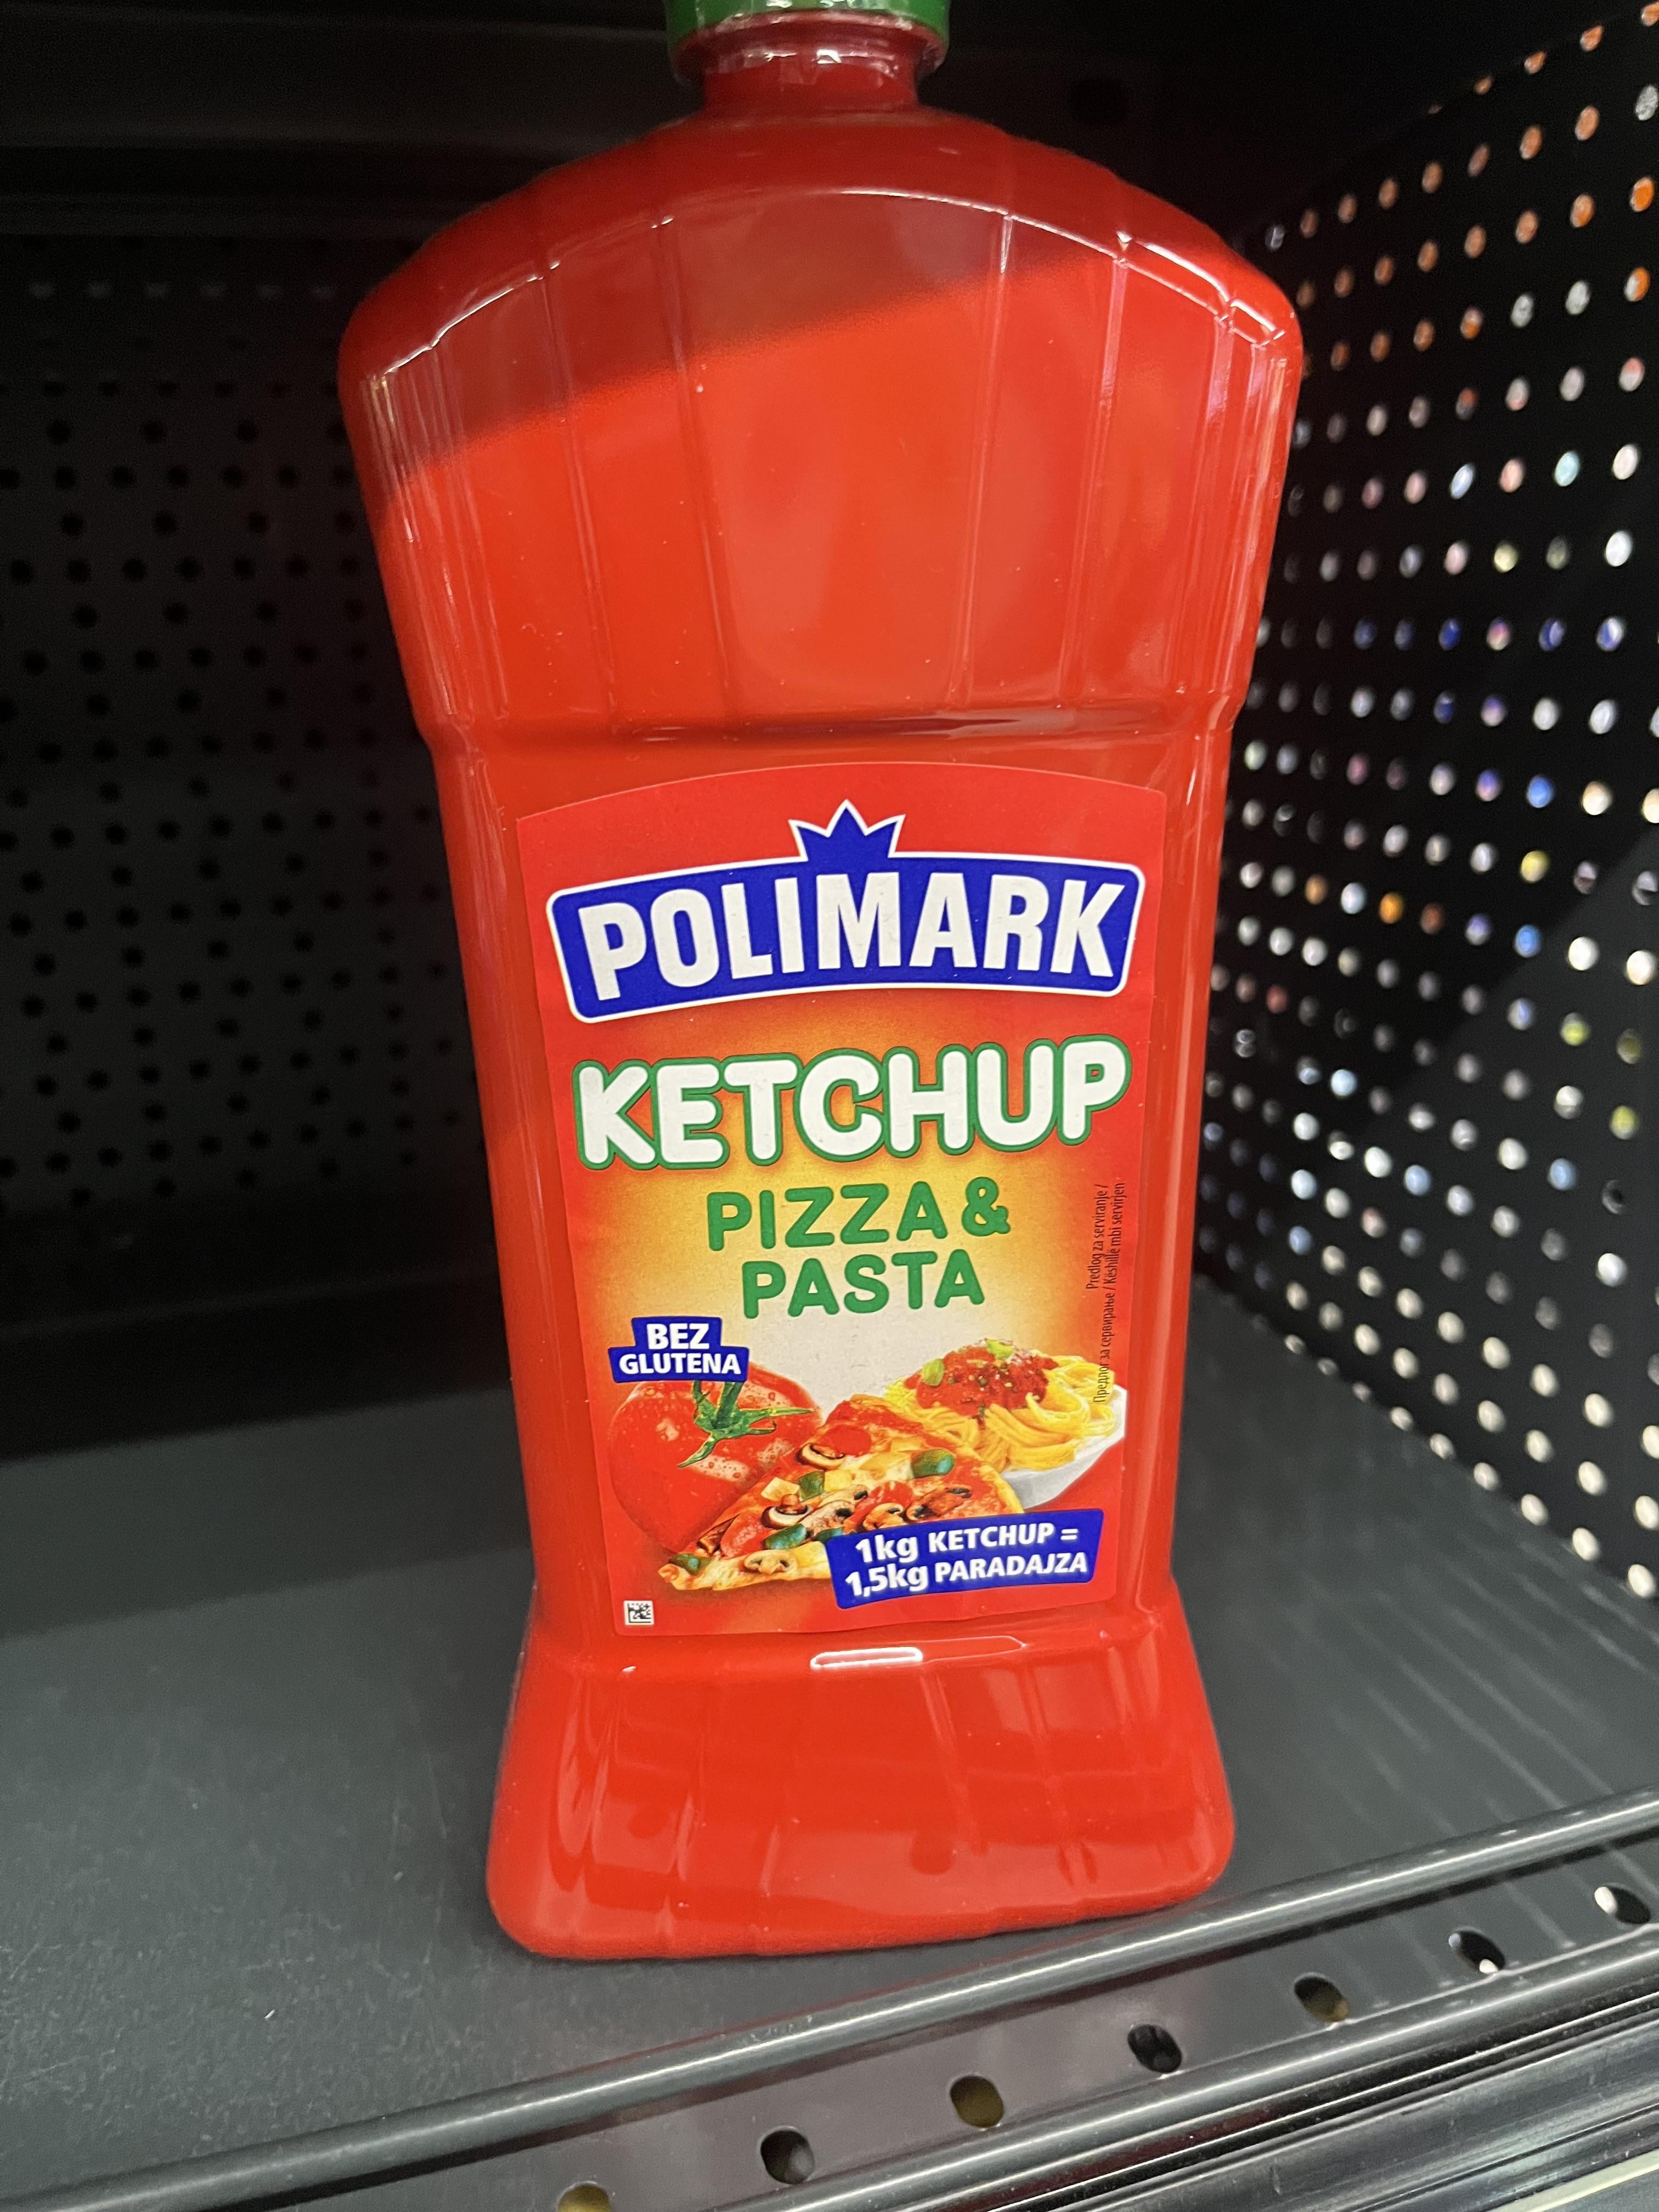 POLIMARK
KETCHUP
PIZZA &
PASTA
Predlog za serviranje /
Предлог за сервирање / Këshillë mbi servirjen
BEZ
GLUTENA
1kg KETCHUP =
1,5kg PARADAJZA